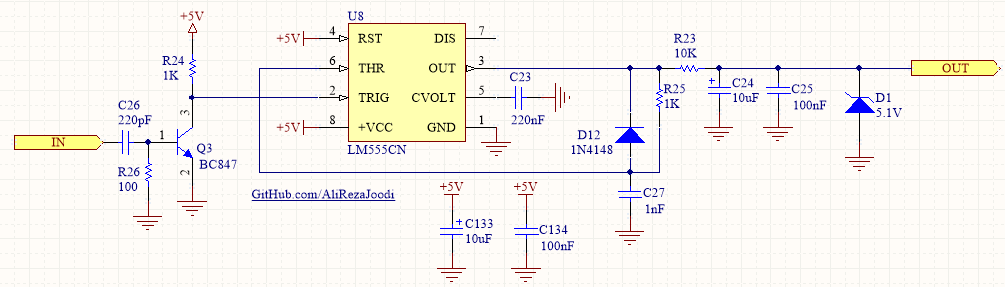 U8
+5V
+5V 4 RST DIS 7
R24
1K
6 THR OUT 3
R23
10K
OUT
C23
220nF
R25
1K
+ C24
10uF
C25
100nF
D1
5.1V
2 TRIG CVOLT 5
C26
220pF
3
+5V 8 +VCC GND 1
LM555CN
IN
1
Q3
BC847
2
R26
100
D12
1N4148
GitHub.com/AliRezaJoodi
C27
1nF
+5V
+ C133
10uF
+5V
C134
100nF